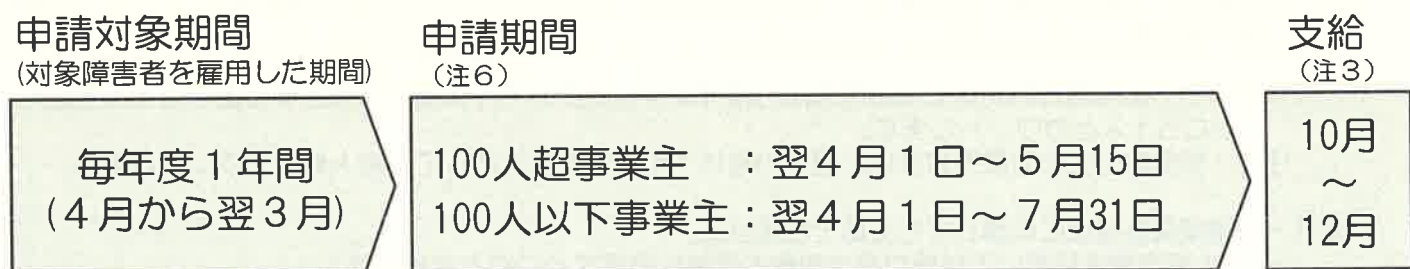 申請対象期間
(対象障害者を雇用した期間)
毎年度1年間
(4月から翌3月)
申請期間
(注6)
100人超事業主　：翌4月1日～5月15日
100人以下事業主：翌4月1日～7月31日
支給
(注3)
10月
～
12月